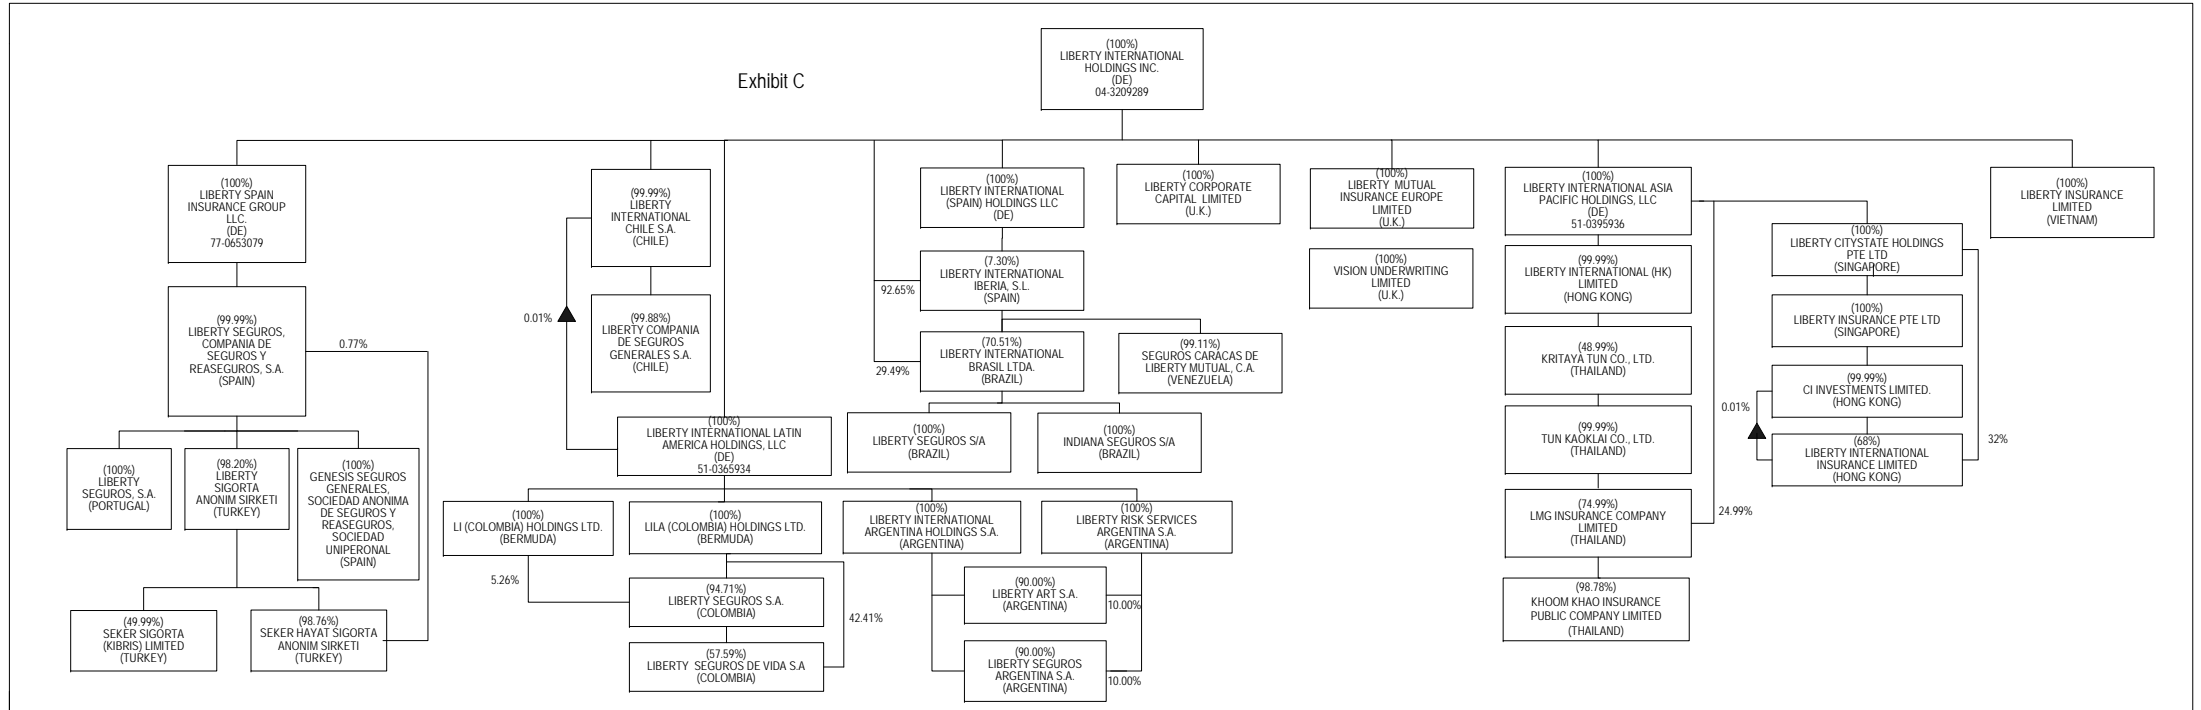 Exhibit C
(100%)
LIBERTY INTERNATIONAL
HOLDINGS INC.
(DE)
04-3209289
(100%)
LIBERTY SPAIN
INSURANCE GROUP
LLC.
(DE)
77-0653079
(99.99%)
LIBERTY SEGUROS,
COMPANIA DE
SEGUROS Y
REASEGUROS, S.A.
(SPAIN)
0.77%
(100%)
LIBERTY
SEGUROS, S.A.
(PORTUGAL)
(98.20%)
LIBERTY
SIGORTA
ANONIM SIRKETI
(TURKEY)
(100%)
GENESIS SEGUROS
GENERALES,
SOCIEDAD ANONIMA
DE SEGUROS Y
REASEGUROS,
SOCIEDAD
UNIPERONAL
(SPAIN)
(49.99%)
SEKER SIGORTA
(KIBRIS) LIMITED
(TURKEY)
(98.76%)
SEKER HAYAT SIGORTA
ANONIM SIRKETI
(TURKEY)
(99.99%)
LIBERTY
INTERNATIONAL
CHILE S.A.
(CHILE)
0.01%
(99.88%)
LIBERTY COMPANIA
DE SEGUROS
GENERALES S.A.
(CHILE)
(100%)
LIBERTY INTERNATIONAL LATIN
AMERICA HOLDINGS, LLC
(DE)
51-0365934
(100%)
LI (COLOMBIA) HOLDINGS LTD.
(BERMUDA)
(100%)
LILA (COLOMBIA) HOLDINGS LTD.
(BERMUDA)
(100%)
LIBERTY INTERNATIONAL
ARGENTINA HOLDINGS S.A.
(ARGENTINA)
(100%)
LIBERTY RISK SERVICES
ARGENTINA S.A.
(ARGENTINA)
5.26%
(94.71%)
LIBERTY SEGUROS S.A.
(COLOMBIA)
42.41%
(57.59%)
LIBERTY SEGUROS DE VIDA S.A
(COLOMBIA)
(90.00%)
LIBERTY ART S.A.
(ARGENTINA)
10.00%
(90.00%)
LIBERTY SEGUROS
ARGENTINA S.A.
(ARGENTINA)
10.00%
(100%)
LIBERTY INTERNATIONAL
(SPAIN) HOLDINGS LLC
(DE)
92.65%
(7.30%)
LIBERTY INTERNATIONAL
IBERIA, S.L.
(SPAIN)
29.49%
(70.51%)
LIBERTY INTERNATIONAL
BRASIL LTDA.
(BRAZIL)
(99.11%)
SEGUROS CARACAS DE
LIBERTY MUTUAL, C.A.
(VENEZUELA)
(100%)
LIBERTY SEGUROS S/A
(BRAZIL)
(100%)
INDIANA SEGUROS S/A
(BRAZIL)
(100%)
LIBERTY CORPORATE
CAPITAL LIMITED
(U.K.)
(100%)
LIBERTY MUTUAL
INSURANCE EUROPE
LIMITED
(U.K.)
(100%)
VISION UNDERWRITING
LIMITED
(U.K.)
(100%)
LIBERTY INTERNATIONAL ASIA
PACIFIC HOLDINGS, LLC
(DE)
51-0395936
(99.99%)
LIBERTY INTERNATIONAL (HK)
LIMITED
(HONG KONG)
(48.99%)
KRITAYA TUN CO., LTD.
(THAILAND)
(99.99%)
TUN KAOKLAI CO., LTD.
(THAILAND)
(74.99%)
LMG INSURANCE COMPANY
LIMITED
(THAILAND)
24.99%
(98.78%)
KHOOM KHAO INSURANCE
PUBLIC COMPANY LIMITED
(THAILAND)
(100%)
LIBERTY CITYSTATE HOLDINGS
PTE LTD
(SINGAPORE)
(100%)
LIBERTY INSURANCE PTE LTD
(SINGAPORE)
(99.99%)
CI INVESTMENTS LIMITED.
(HONG KONG)
0.01%
(68%)
LIBERTY INTERNATIONAL
INSURANCE LIMITED
(HONG KONG)
32%
(100%)
LIBERTY INSURANCE
LIMITED
(VIETNAM)